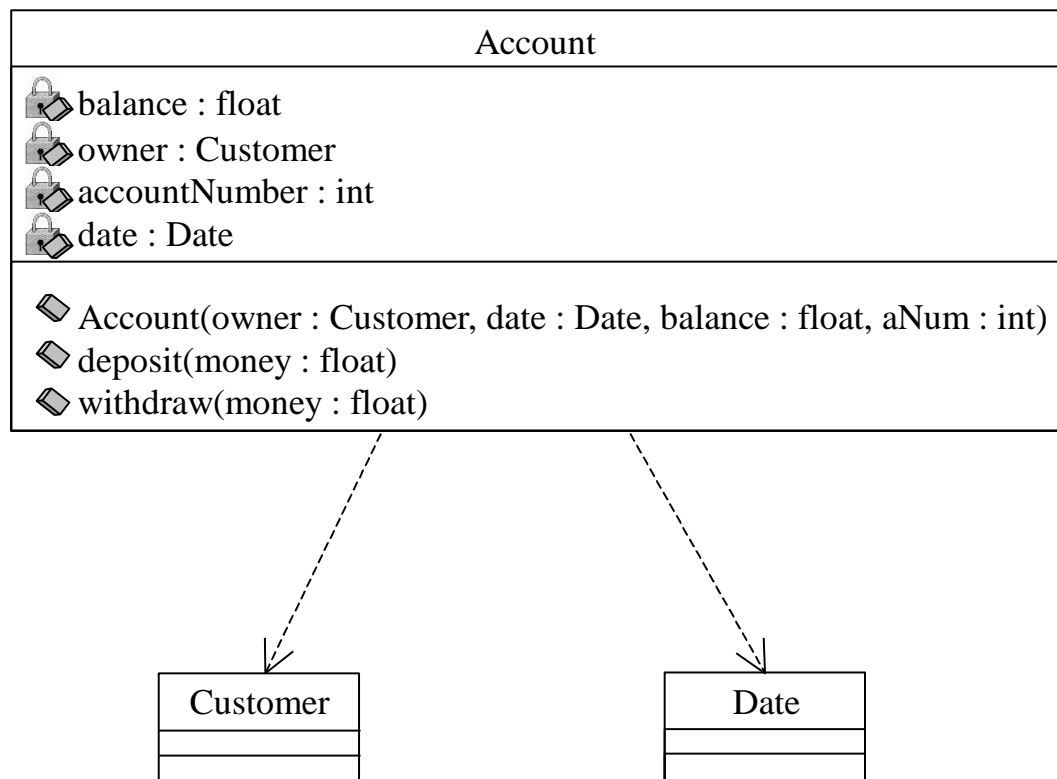 Account
balance : float
owner : Customer
accountNumber : int
date : Date
Account(owner : Customer, date : Date, balance : float, aNum : int)
deposit(money : float)
withdraw(money : float)
Customer
Date